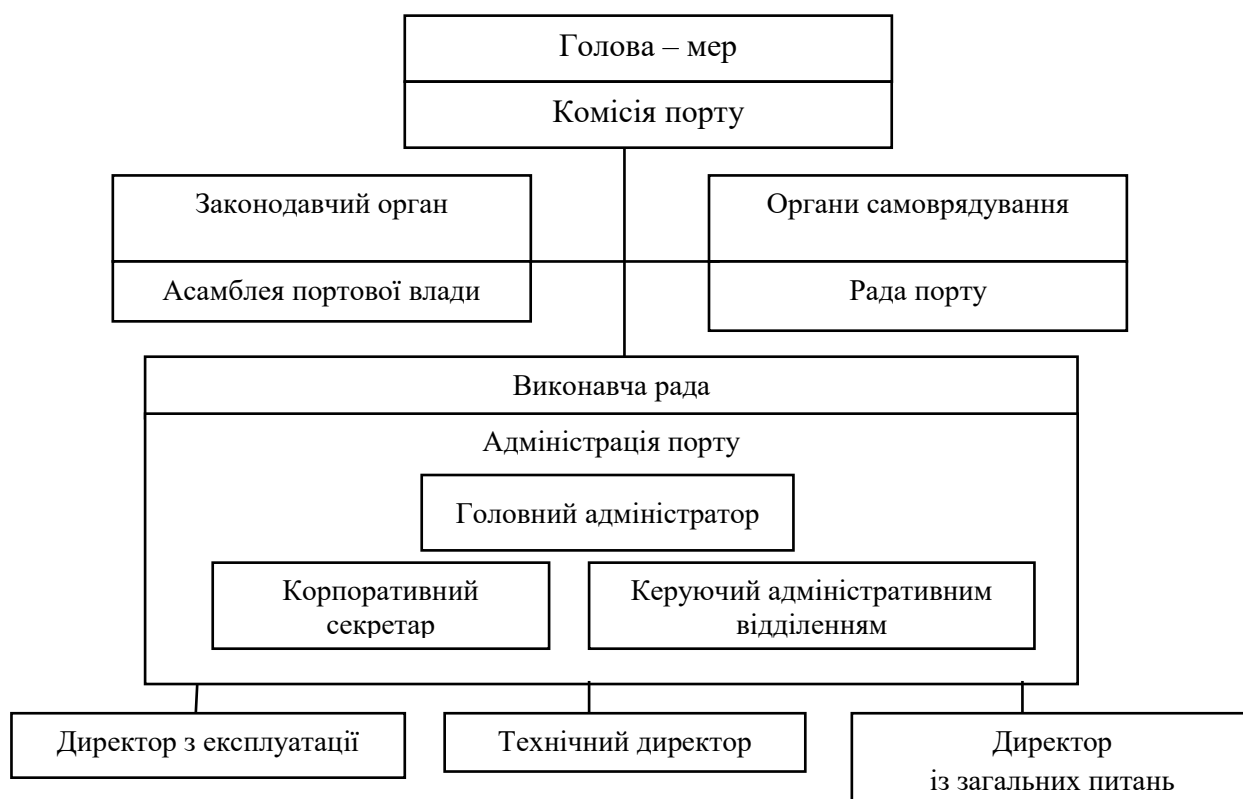 Голова – мер
Комісія порту
Законодавчий орган
Органи самоврядування
Асамблея портової влади
Рада порту
Виконавча рада
Адміністрація порту
Головний адміністратор
Корпоративний
секретар
Керуючий адміністративним
відділенням
Директор з експлуатації
Технічний директор
Директор
із загальних питань